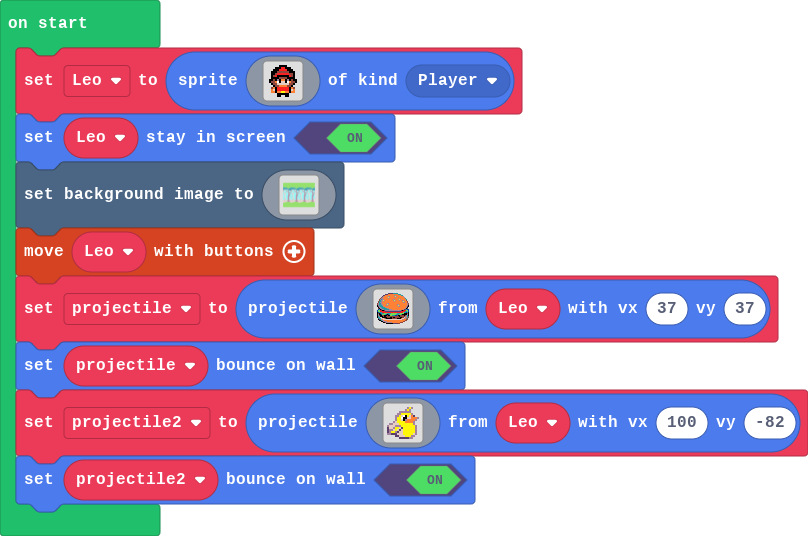 on start
set Leo to sprite of kind Player
set Leo stay in screen ON
set background image to
move Leo with buttons
set projectile to projectile from Leo with vx 37 vy 37
set projectile bounce on wall ON
set projectile2 to projectile from Leo with vx 100 vy -82
set projectile2 bounce on wall ON